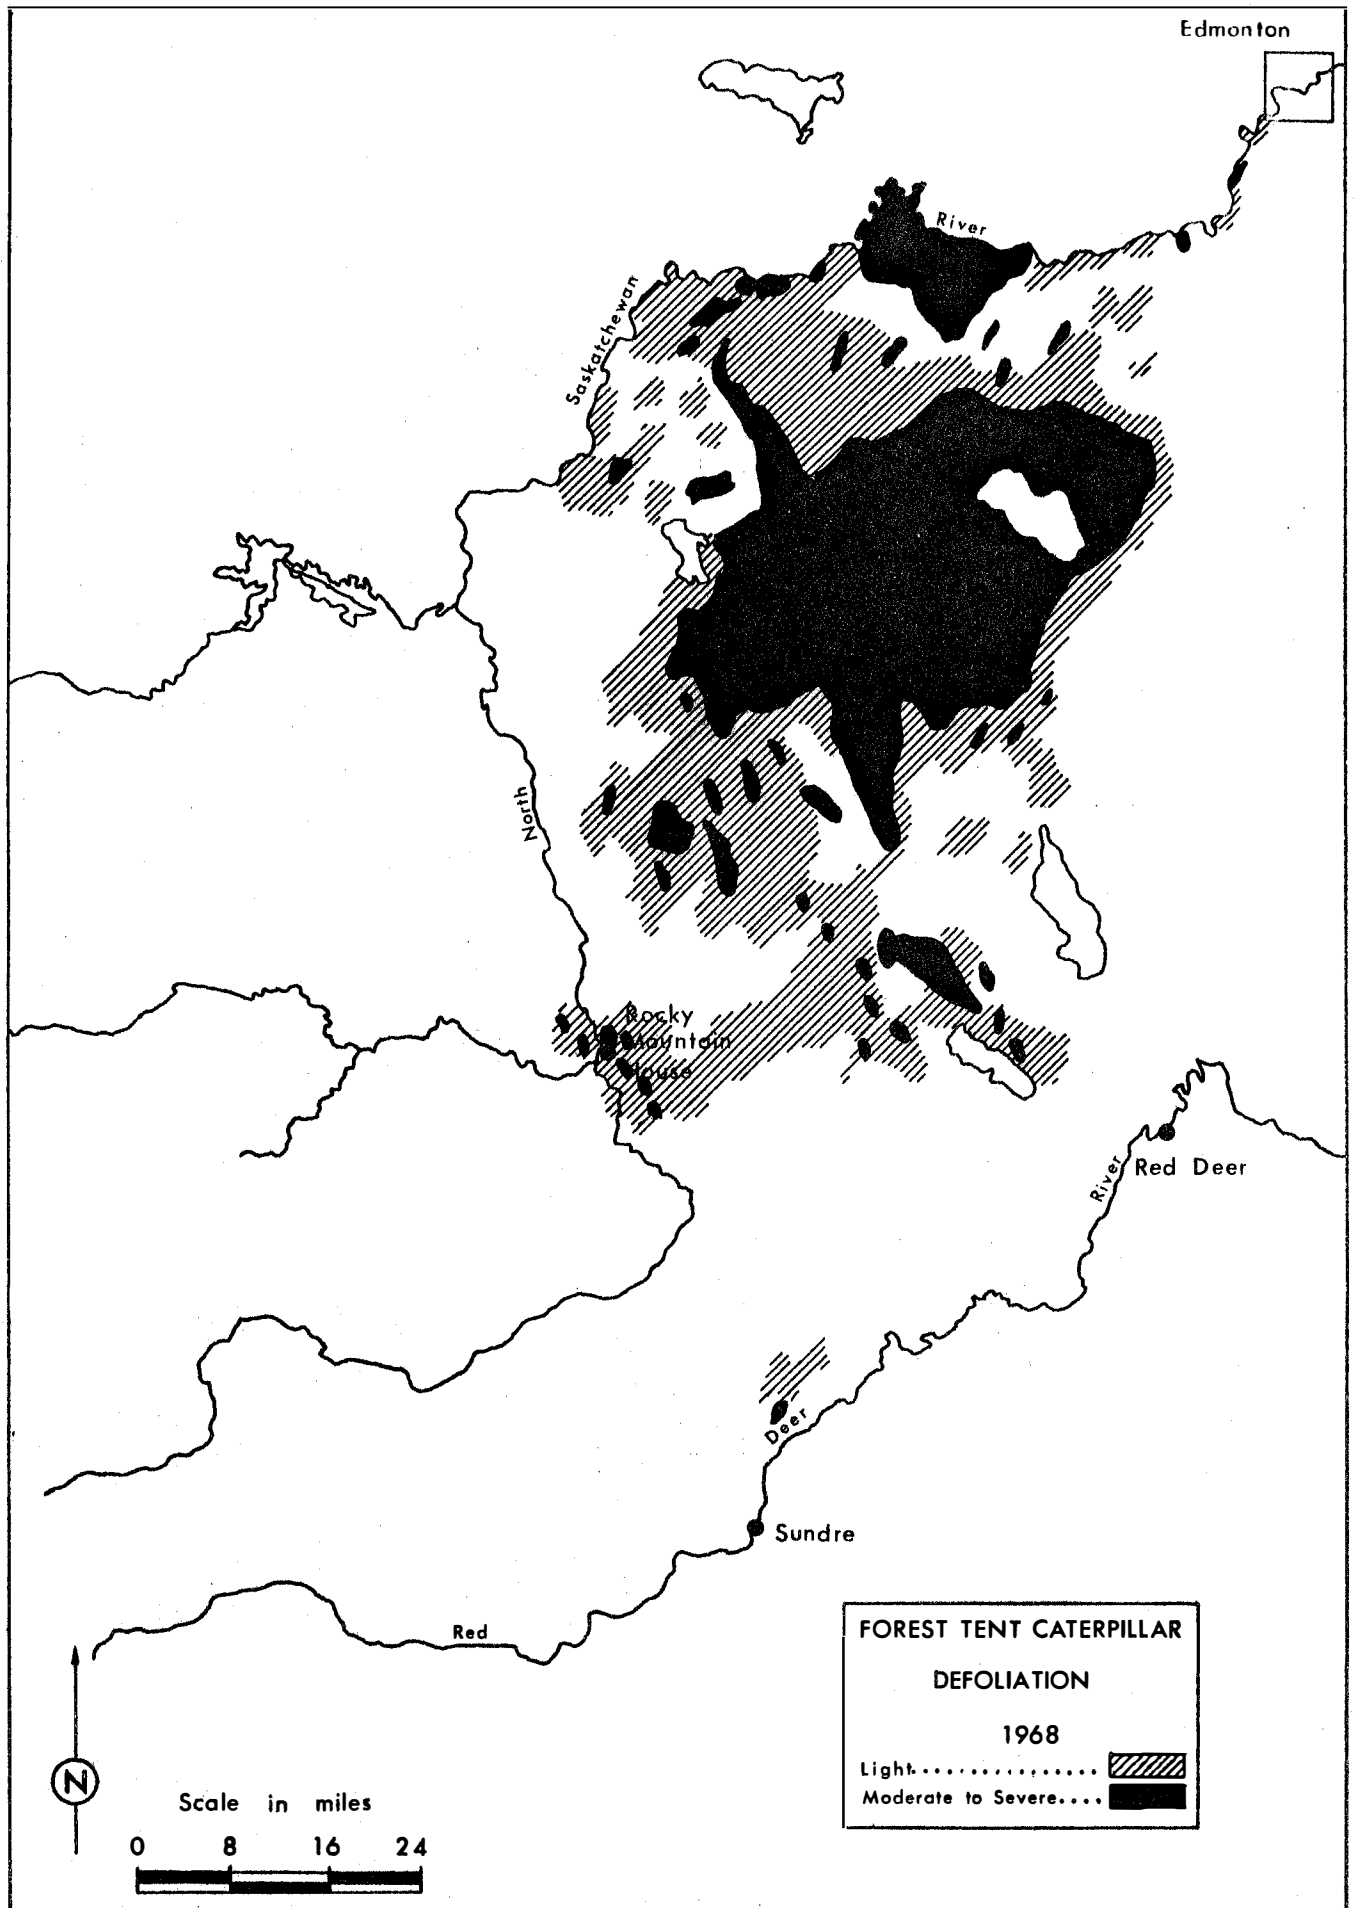 Edmonton
River
Saskatchewan
North
Rocky
Mountain
House
Red Deer
River
Deer
Sundre
Red
FOREST TENT CATERPILLAR
DEFOLIATION
1968
Light...............
Moderate to Severe....
N
Scale in miles
0 8 16 24